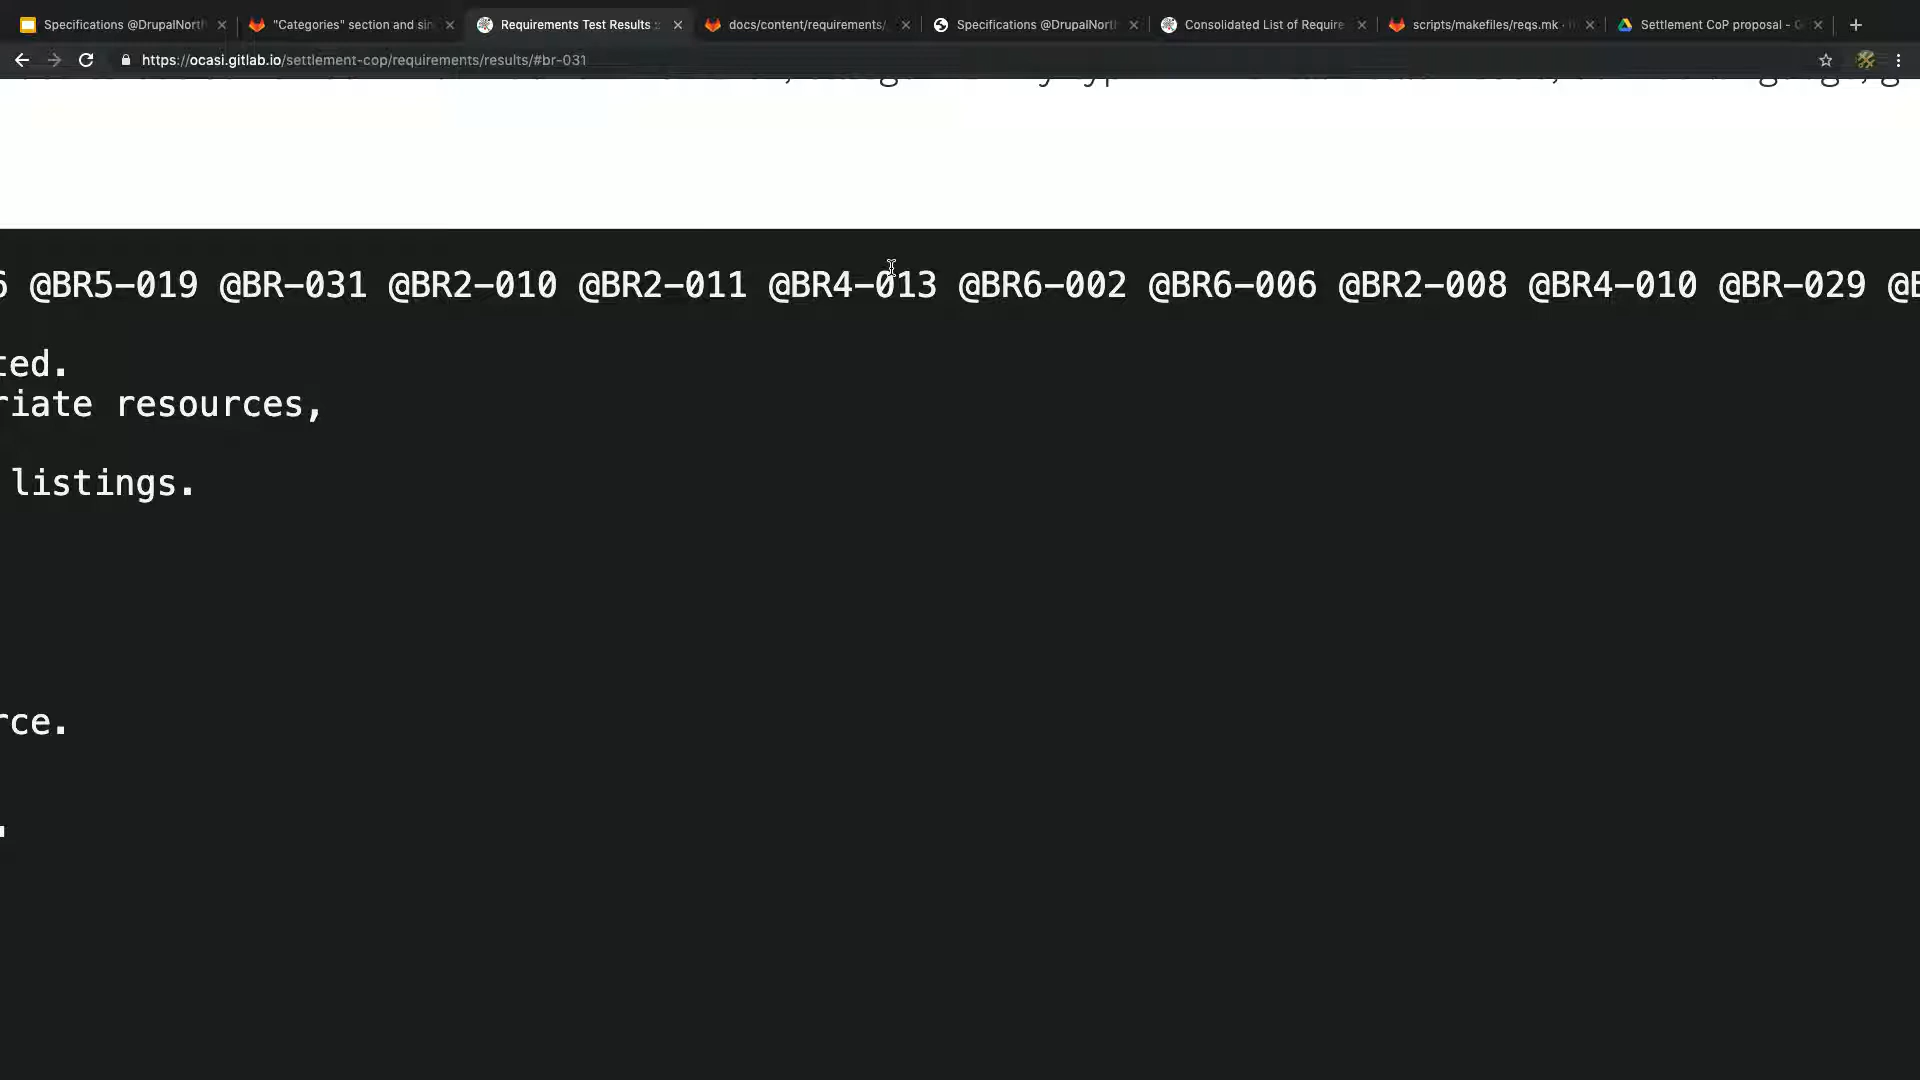 Specifications @DrupalNorth
"Categories" section and sin
Requirements Test Results ::
docs/content/requirements/
Specifications @DrupalNorth
Consolidated List of Require
scripts/makefiles/reqs.mk ·
Settlement CoP proposal - G
https://ocasi.gitlab.io/settlement-cop/requirements/results/#br-031
6 @BR5-019 @BR-031 @BR2-010 @BR2-011 @BR4-013 @BR6-002 @BR6-006 @BR2-008 @BR4-010 @BR-029 @B
ted.
riate resources,
listings.
rce.